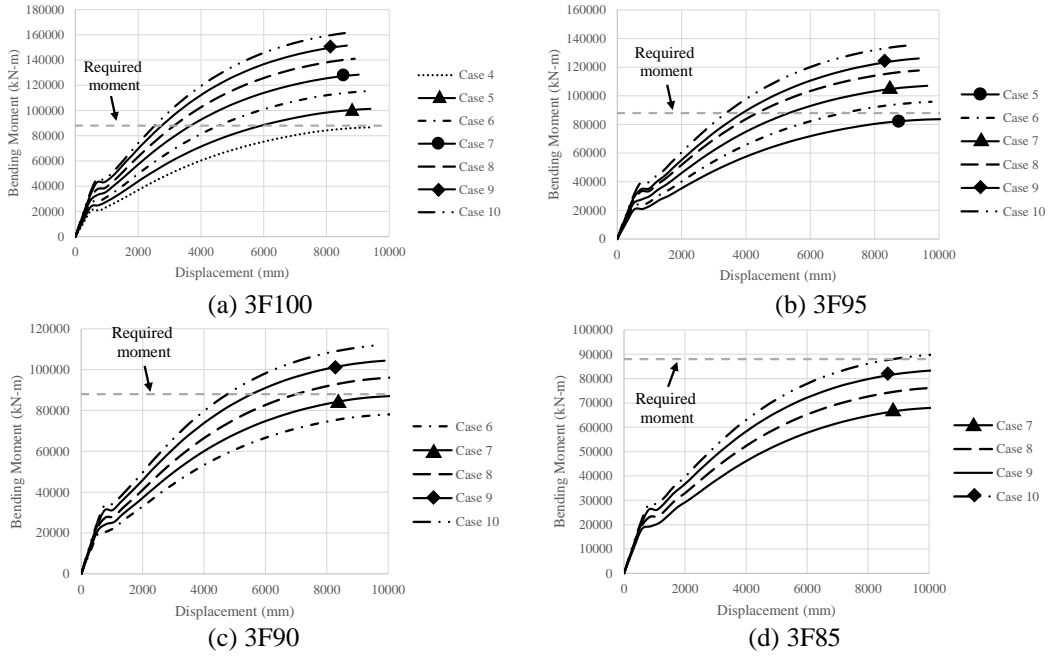 180000
160000
140000
120000
100000
80000
60000
40000
20000
0
0 2000 4000 6000 8000 10000
Bending Moment (kN-m)
Displacement (mm)
Required
moment
Case 4
Case 5
Case 6
Case 7
Case 8
Case 9
Case 10
(a) 3F100
160000
140000
120000
100000
80000
60000
40000
20000
0
0 2000 4000 6000 8000 10000
Bending Moment (kN-m)
Displacement (mm)
Required
moment
Case 5
Case 6
Case 7
Case 8
Case 9
Case 10
(b) 3F95
120000
100000
80000
60000
40000
20000
0
0 2000 4000 6000 8000 10000
Bending Moment (kN-m)
Displacement (mm)
Required
moment
Case 6
Case 7
Case 8
Case 9
Case 10
(c) 3F90
100000
90000
80000
70000
60000
50000
40000
30000
20000
10000
0
0 2000 4000 6000 8000 10000
Bending Moment (kN-m)
Displacement (mm)
Required
moment
Case 7
Case 8
Case 9
Case 10
(d) 3F85